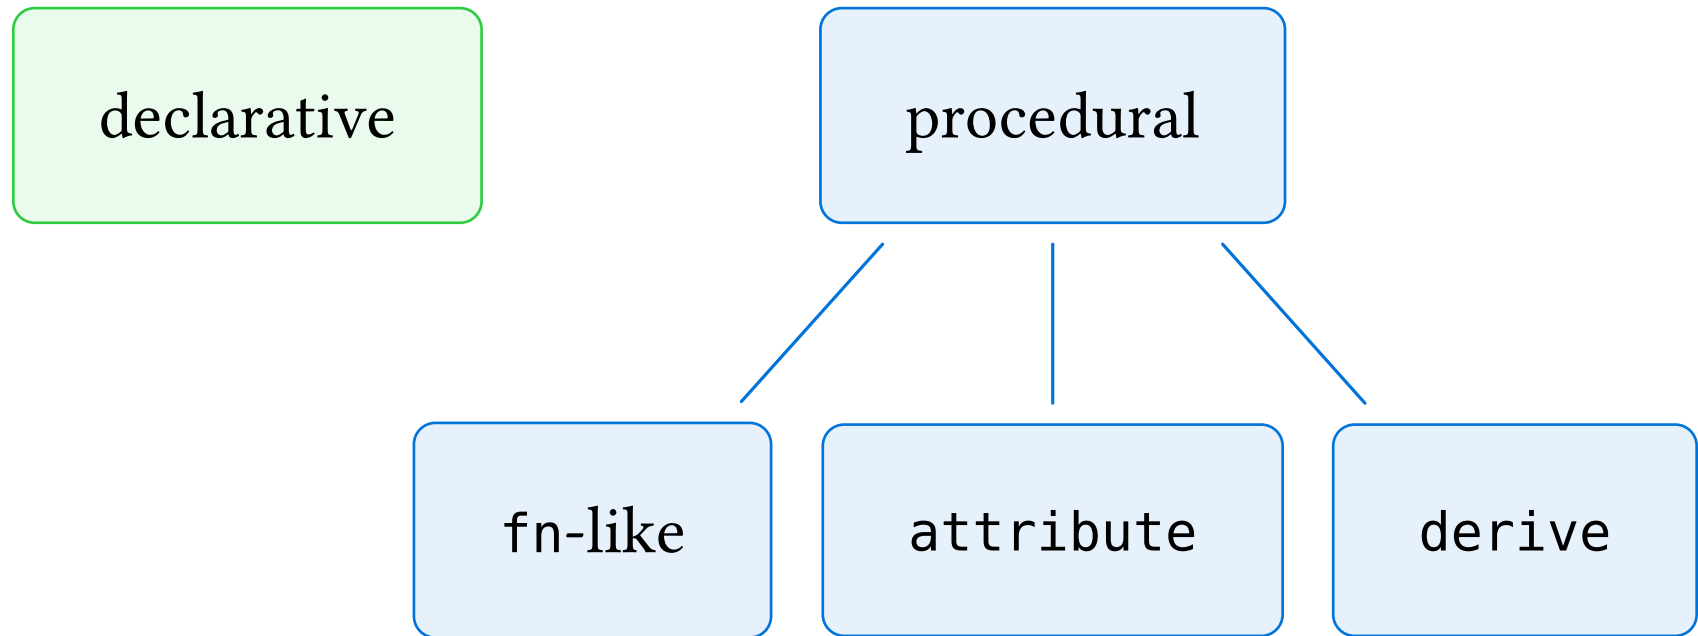 declarative
procedural
fn-like
attribute
derive